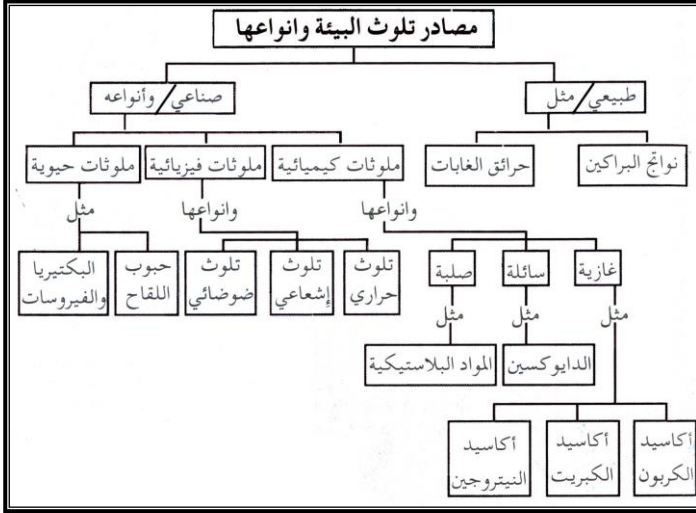 مصادر تلوث البيئة وانواعها
طبيعي/مثل
صناعي/وأنواعه
نواتج البراكين
حرائق الغابات
ملوثات كيميائية
ملوثات فيزيائية
ملوثات حيوية
وانواعها
وانواعها
مثل
غازية
سائلة
صلبة
تلوث
حراري
تلوث
إشعاعي
تلوث
ضوضائي
حبوب
اللقاح
البكتيريا
والفيروسات
مثل
مثل
مثل
الدايوكسين
المواد البلاستيكية
أكاسيد
الكربون
أكاسيد
الكبريت
أكاسيد
النيتروجين